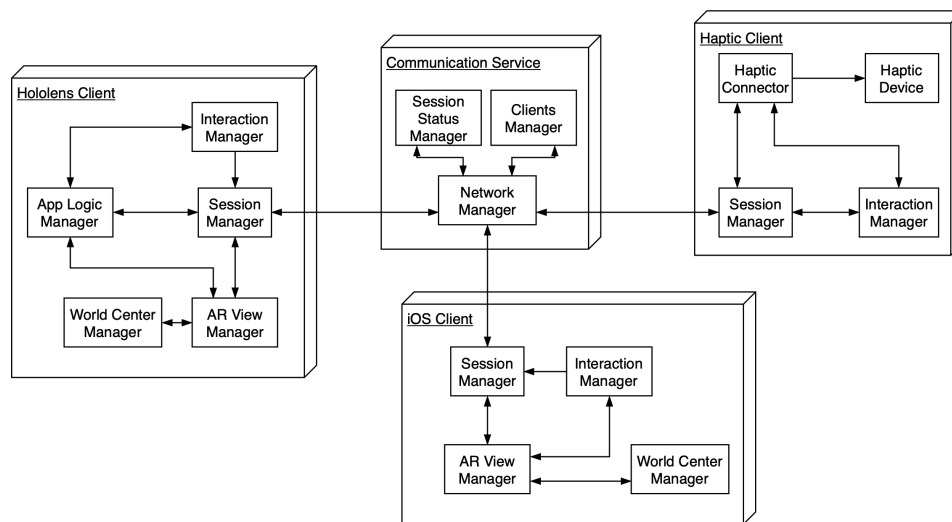 Hololens Client
Interaction
Manager
App Logic
Manager
Session
Manager
World Center
Manager
AR View
Manager
Communication Service
Session
Status
Manager
Clients
Manager
Network
Manager
Haptic Client
Haptic
Connector
Haptic
Device
Session
Manager
Interaction
Manager
iOS Client
Session
Manager
Interaction
Manager
AR View
Manager
World Center
Manager